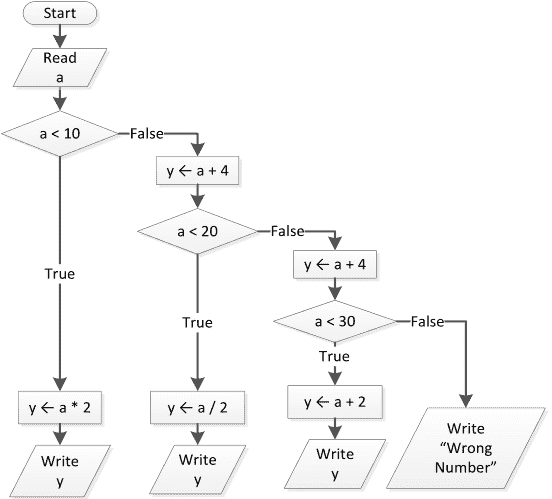 Start
Read
a
a < 10
False
y ← a + 4
a < 20
False
y ← a + 4
True
True
a < 30
False
True
y ← a * 2
y ← a / 2
y ← a + 2
Write
y
Write
y
Write
y
Write
“Wrong
Number”